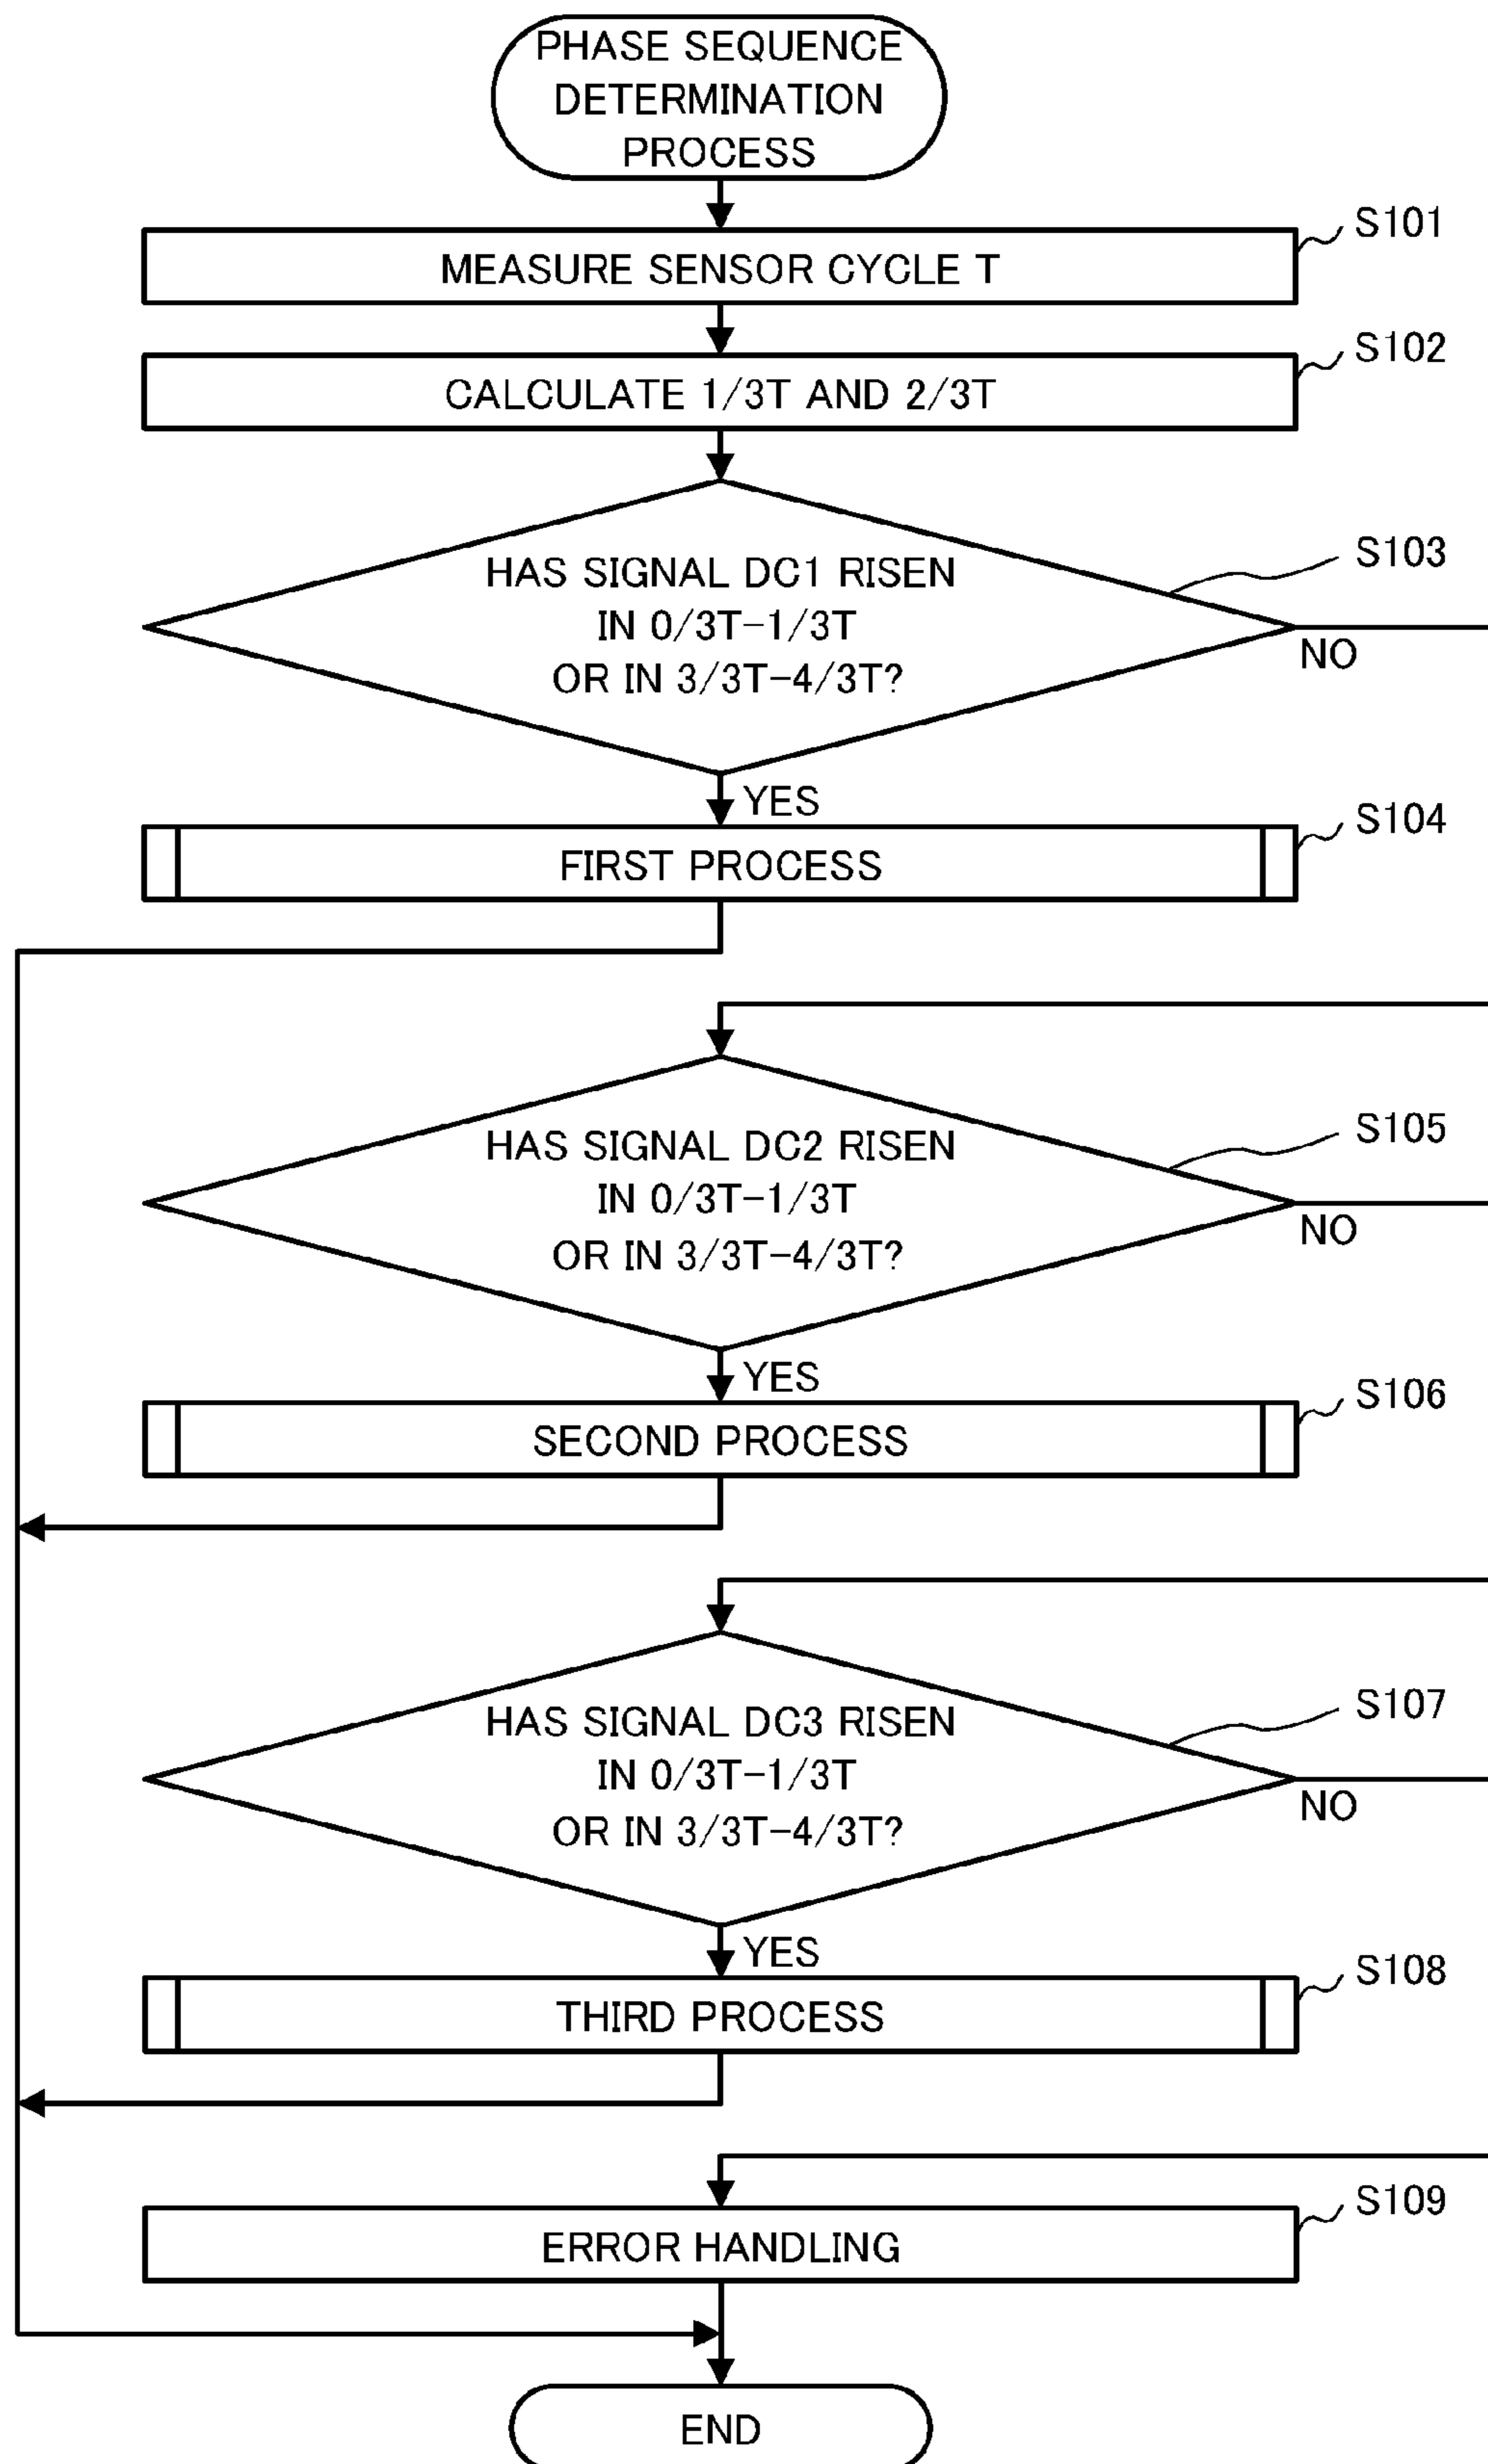 PHASE SEQUENCE
DETERMINATION
PROCESS
S101
MEASURE SENSOR CYCLE T
S102
CALCULATE 1/3T AND 2/3T
S103
HAS SIGNAL DC1 RISEN
IN 0/3T-1/3T
OR IN 3/3T-4/3T?
NO
YES
S104
FIRST PROCESS
S105
HAS SIGNAL DC2 RISEN
IN 0/3T-1/3T
OR IN 3/3T-4/3T?
NO
YES
S106
SECOND PROCESS
S107
HAS SIGNAL DC3 RISEN
IN 0/3T-1/3T
OR IN 3/3T-4/3T?
NO
YES
S108
THIRD PROCESS
S109
ERROR HANDLING
END